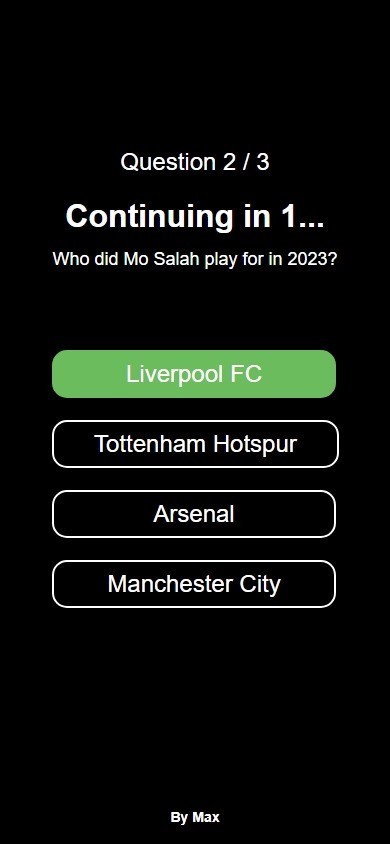 Question 2 / 3
Continuing in 1...
Who did Mo Salah play for in 2023?
Liverpool FC
Tottenham Hotspur
Arsenal
Manchester City
By Max